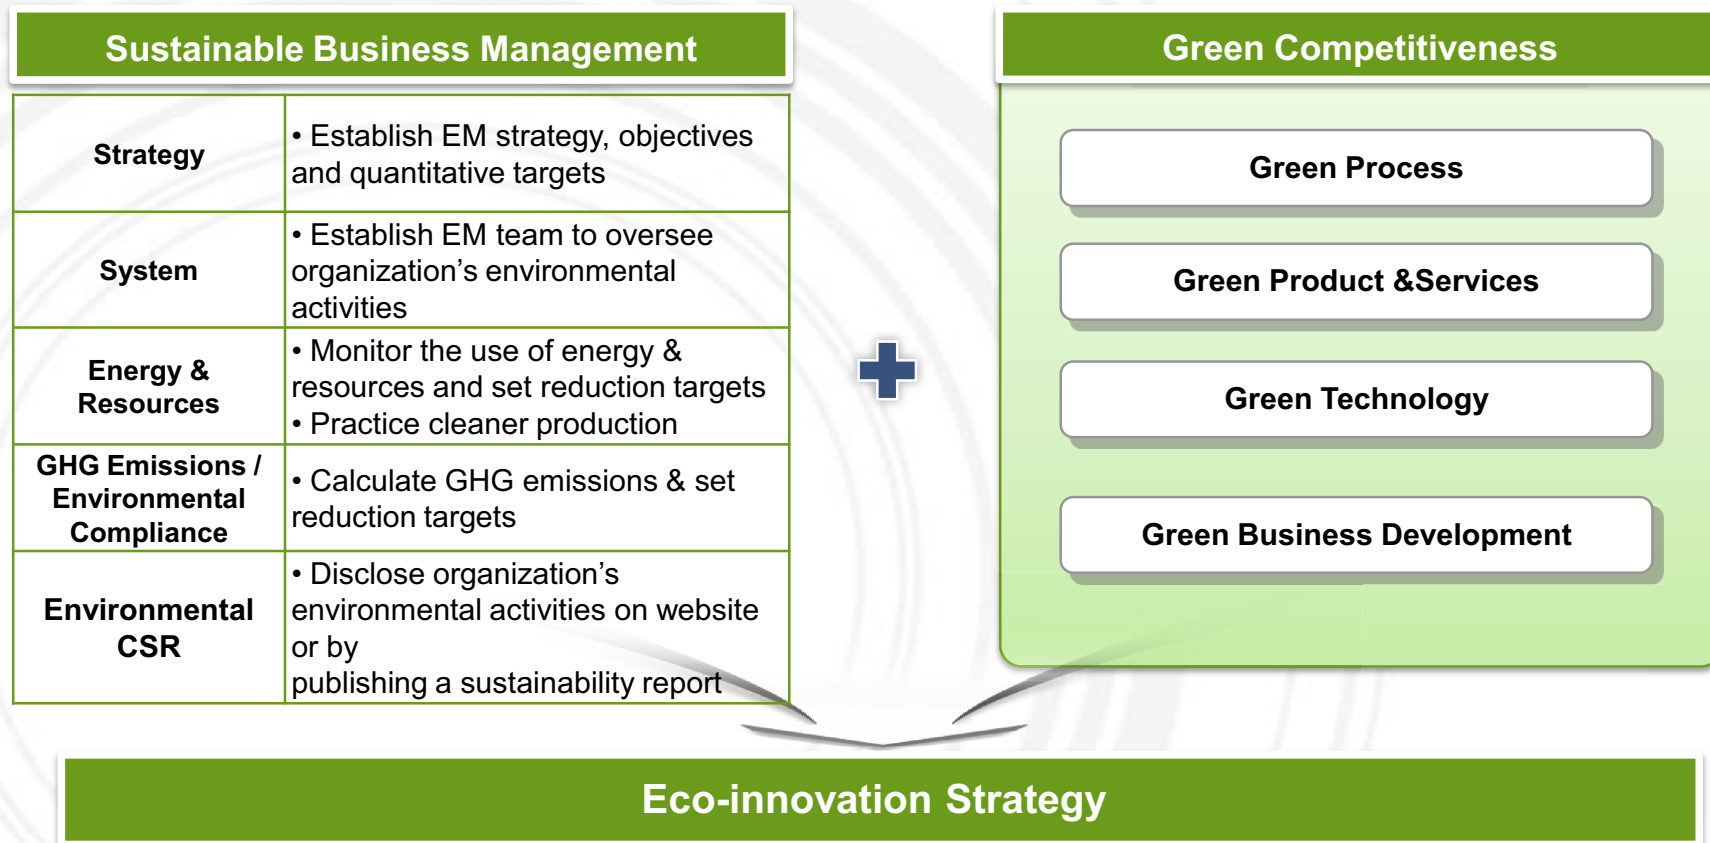 Sustainable Business Management
Strategy
• Establish EM strategy, objectives
and quantitative targets
System
• Establish EM team to oversee
organization’s environmental
activities
Energy &
Resources
• Monitor the use of energy &
resources and set reduction targets
• Practice cleaner production
GHG Emissions /
Environmental
Compliance
• Calculate GHG emissions & set
reduction targets
Environmental
CSR
• Disclose organization’s
environmental activities on website
or by
publishing a sustainability report
Green Competitiveness
Green Process
Green Product &Services
Green Technology
Green Business Development
Eco-innovation Strategy